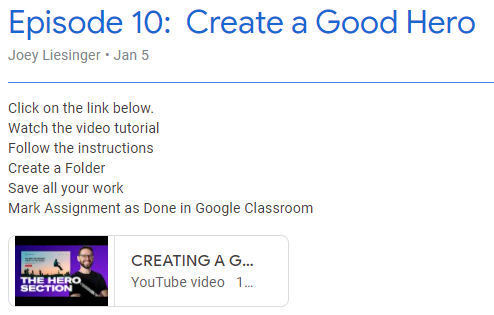 Episode 10:  Create a Good Hero
Joey Liesinger • Jan 5
Click on the link below.
Watch the video tutorial
Follow the instructions
Create a Folder
Save all your work
Mark Assignment as Done in Google Classroom
THE HERO
SECTION
CREATING A G...
YouTube video 1...